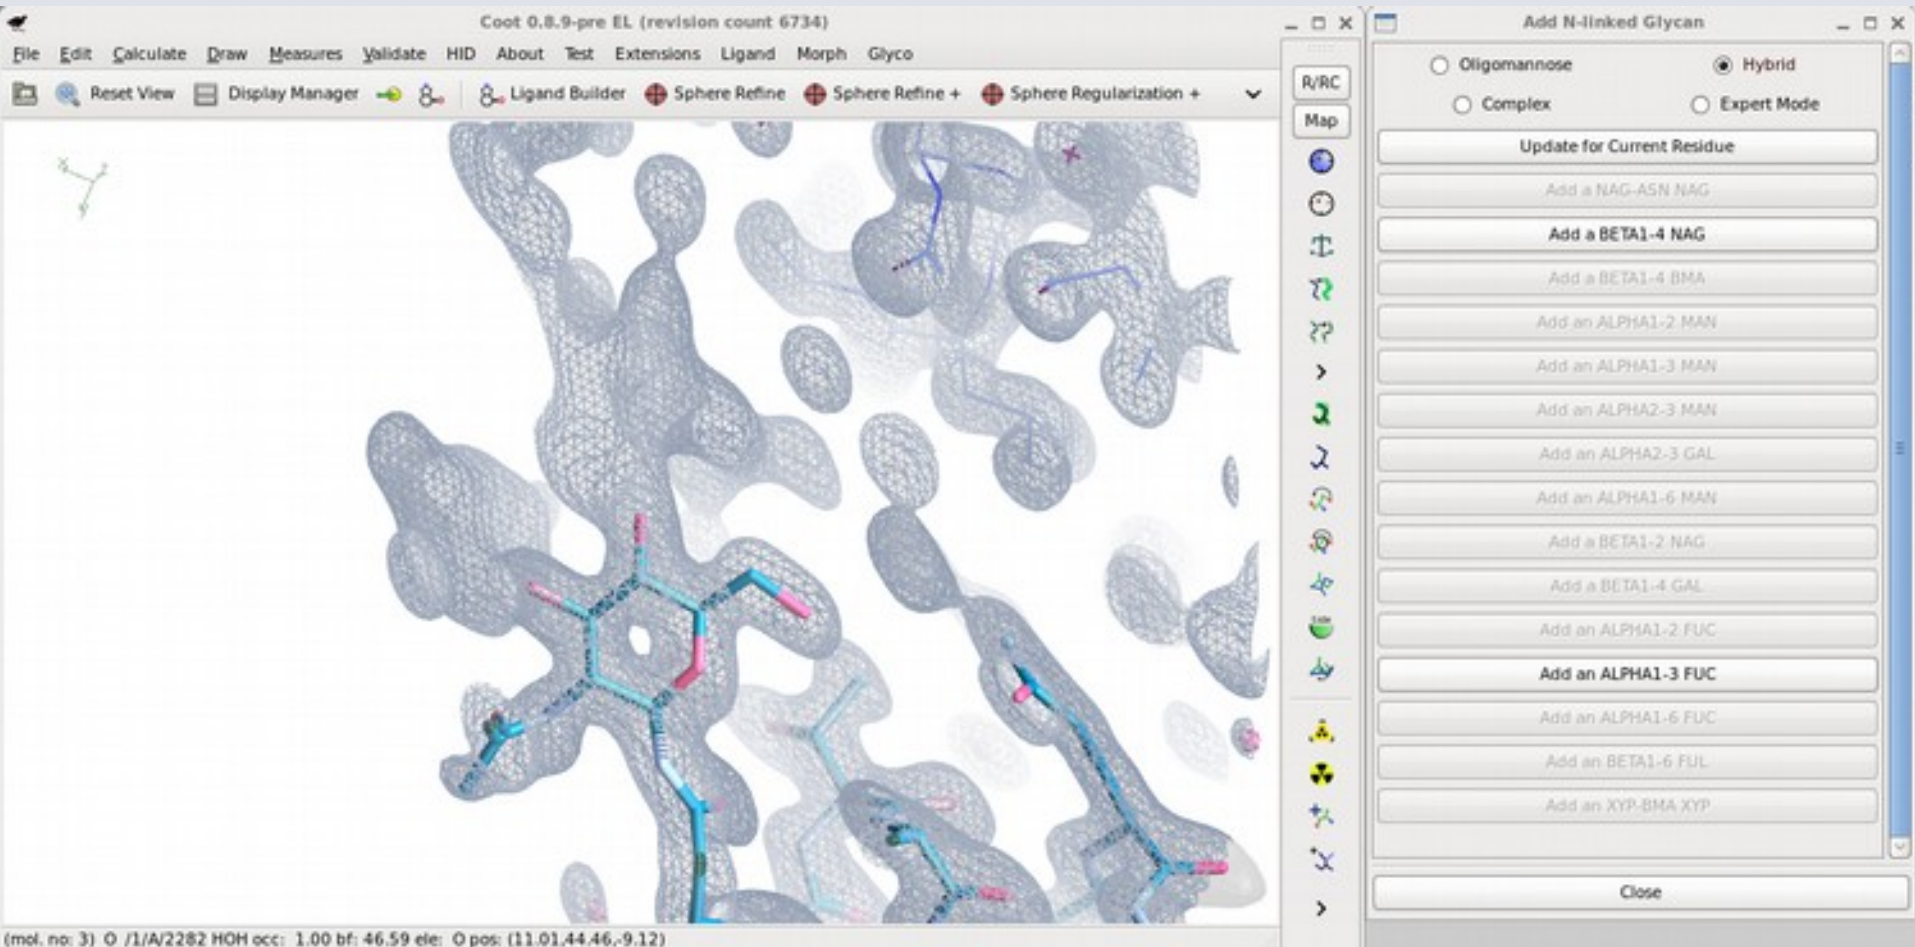 Coot 0.8.9-pre EL (revision count 6734)
File Edit Calculate Draw Measures Validate HID About Test Extensions Ligand Morph Glyco
Reset View Display Manager Ligand Builder Sphere Refine Sphere Refine + Sphere Regularization +
R/RC
Map
(mol. no: 3) O /1/A/2282 HOH occ: 1.00 bf: 46.59 ele: O pos: (11.01,44.46,-9.12)
Add N-linked Glycan
Oligomannose Hybrid
Complex Expert Mode
Update for Current Residue
Add a NAG-ASN NAG
Add a BETA1-4 NAG
Add a BETA1-4 BMA
Add an ALPHA1-2 MAN
Add an ALPHA1-3 MAN
Add an ALPHA2-3 MAN
Add an ALPHA2-3 GAL
Add an ALPHA1-6 MAN
Add a BETA1-2 NAG
Add a BETA1-4 GAL
Add an ALPHA1-2 FUC
Add an ALPHA1-3 FUC
Add an ALPHA1-6 FUC
Add an BETA1-6 FUL
Add an XYP-BMA XYP
Close